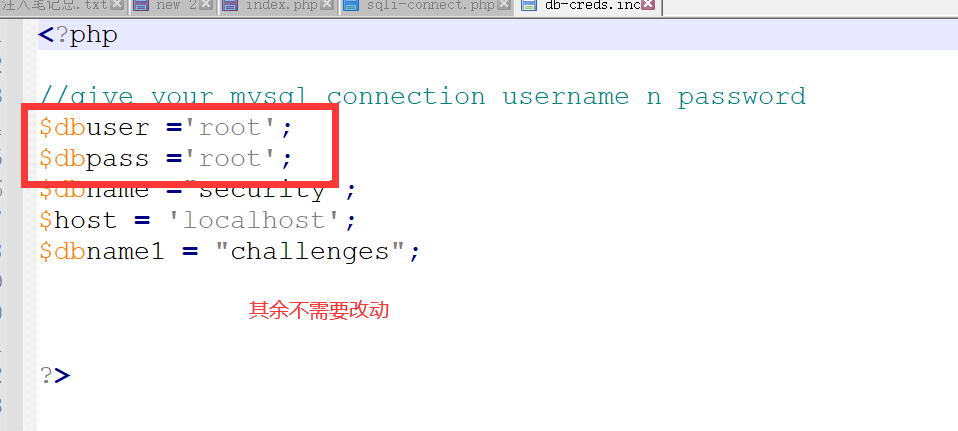 注入笔记总.txt new 2 index.php sqli-connect.php db-creds.inc
<?php
//give your mysql connection username n password
$dbuser ='root';
$dbpass ='root';
$dbname ="security";
$host = 'localhost';
$dbname1 = "challenges";
其余不需要改动
?>